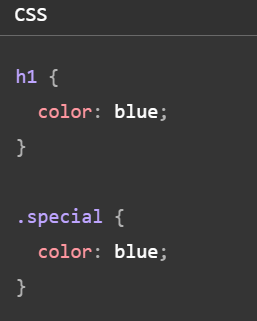 CSS
h1 {
  color: blue;
}
.special {
  color: blue;
}